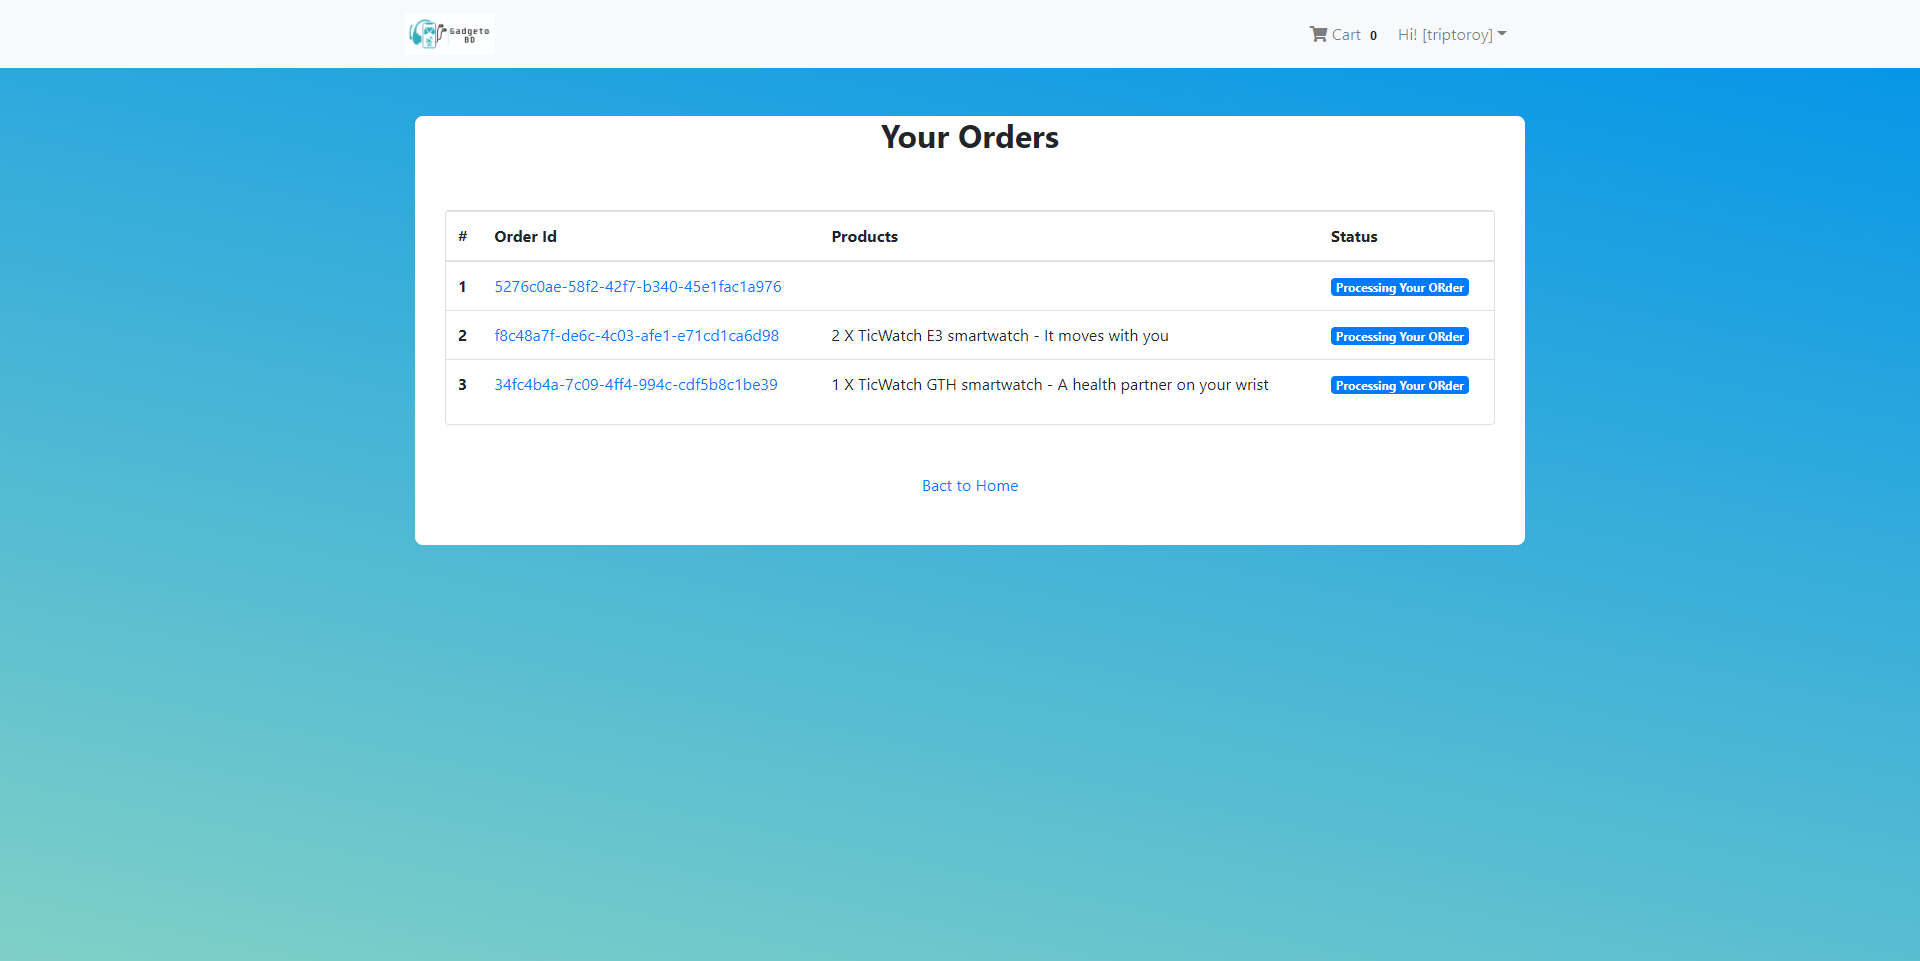 Gadgeto
BD
Cart 0 Hi! [triptoroy]
Your Orders
# Order Id Products Status
1 5276c0ae-58f2-42f7-b340-45e1fac1a976 Processing Your ORder
2 f8c48a7f-de6c-4c03-afe1-e71cd1ca6d98 2 X TicWatch E3 smartwatch - It moves with you Processing Your ORder
3 34fc4b4a-7c09-4ff4-994c-cdf5b8c1be39 1 X TicWatch GTH smartwatch - A health partner on your wrist Processing Your ORder
Bact to Home